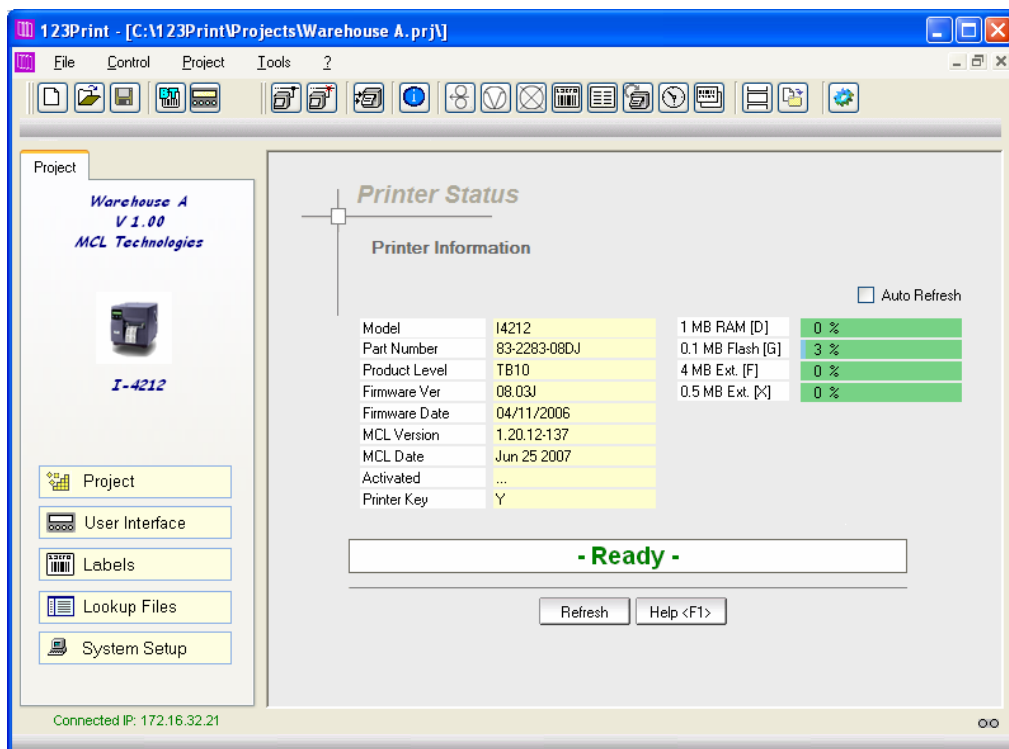 123Print - [C:\123Print\Projects\Warehouse A.prj\]
File Control Project Tools ?
Project
Warehouse A
V 1.00
MCL Technologies
I-4212
Project
User Interface
Labels
Lookup Files
System Setup
Printer Status
Printer Information
Auto Refresh
Model I4212
Part Number 83-2283-08DJ
Product Level TB10
Firmware Ver 08.03J
Firmware Date 04/11/2006
MCL Version 1.20.12-137
MCL Date Jun 25 2007
Activated ...
Printer Key Y
1 MB RAM [D] 0 %
0.1 MB Flash [G] 3 %
4 MB Ext. [F] 0 %
0.5 MB Ext. [X] 0 %
- Ready -
Refresh Help <F1>
Connected IP: 172.16.32.21